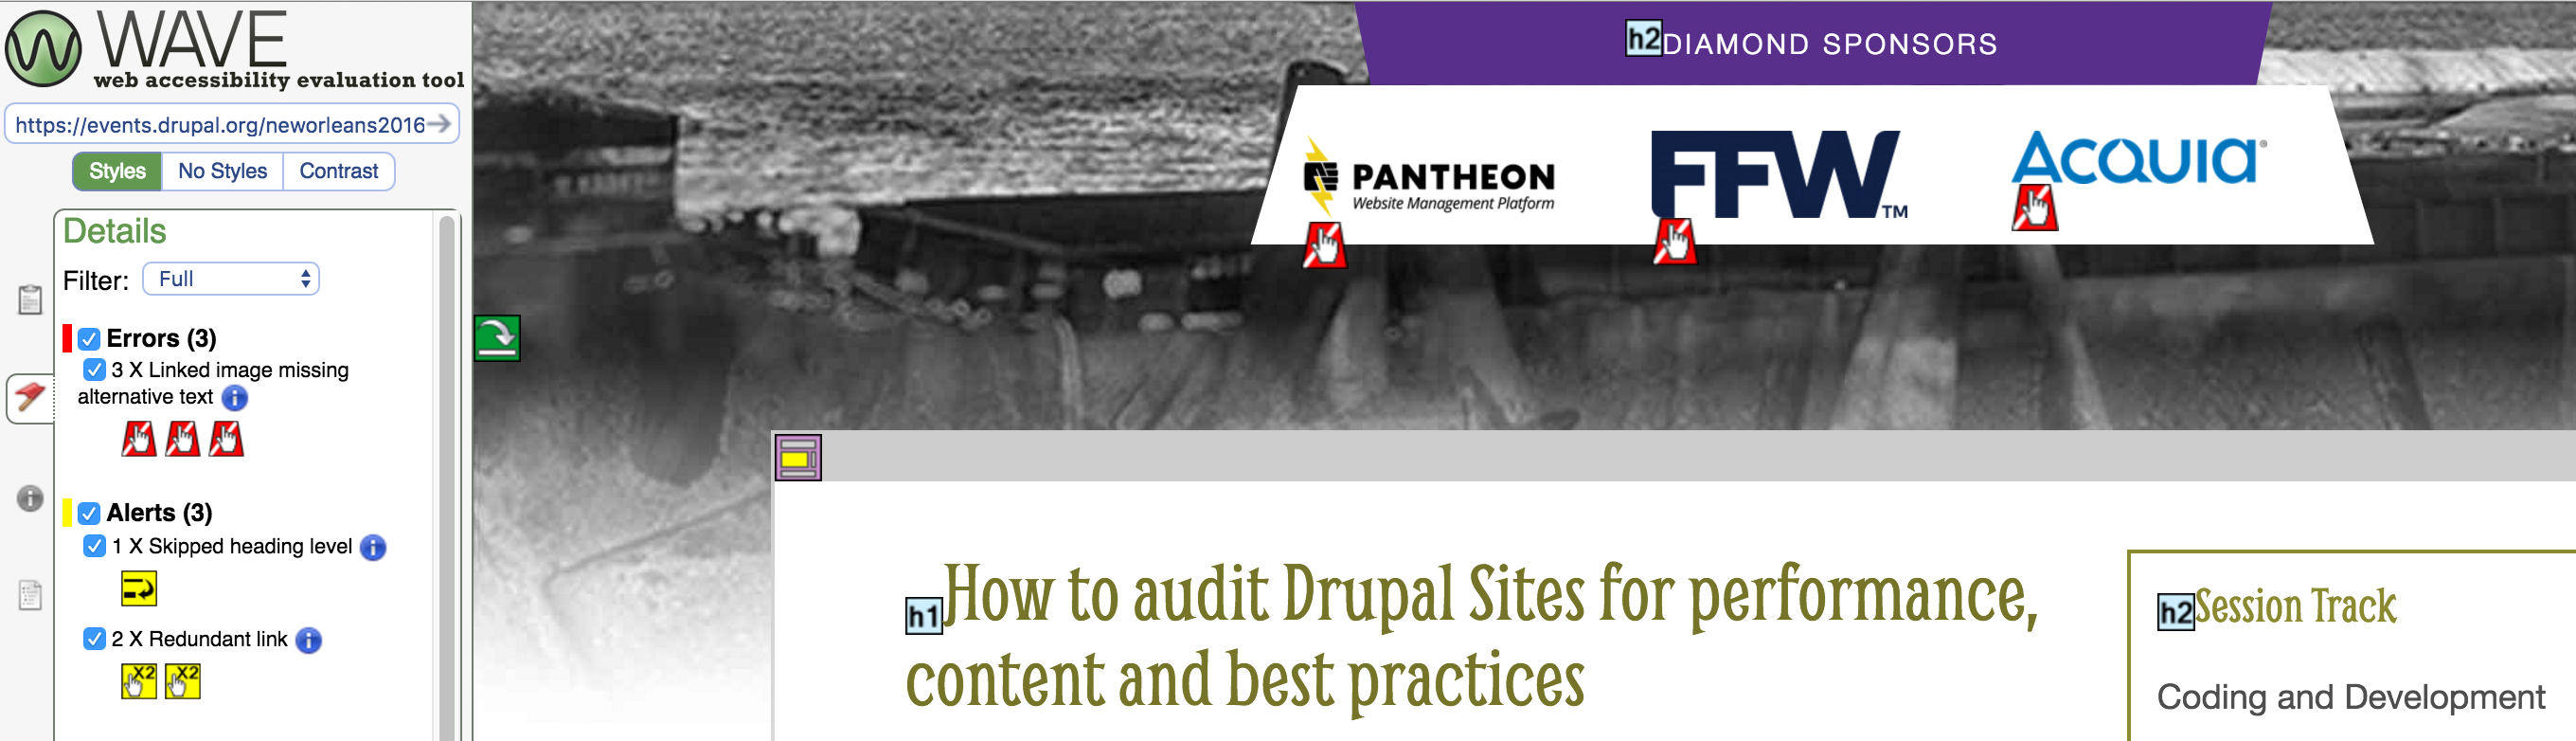 WAVE
web accessibility evaluation tool
https://events.drupal.org/neworleans2016
Styles No Styles Contrast
Details
Filter: Full
Errors (3)
3 X Linked image missing
alternative text
Alerts (3)
1 X Skipped heading level
2 X Redundant link
X2 X2
h2 DIAMOND SPONSORS
PANTHEON
Website Management Platform
FFW™
ACQUIA®
h1 How to audit Drupal Sites for performance,
content and best practices
h2 Session Track
Coding and Development